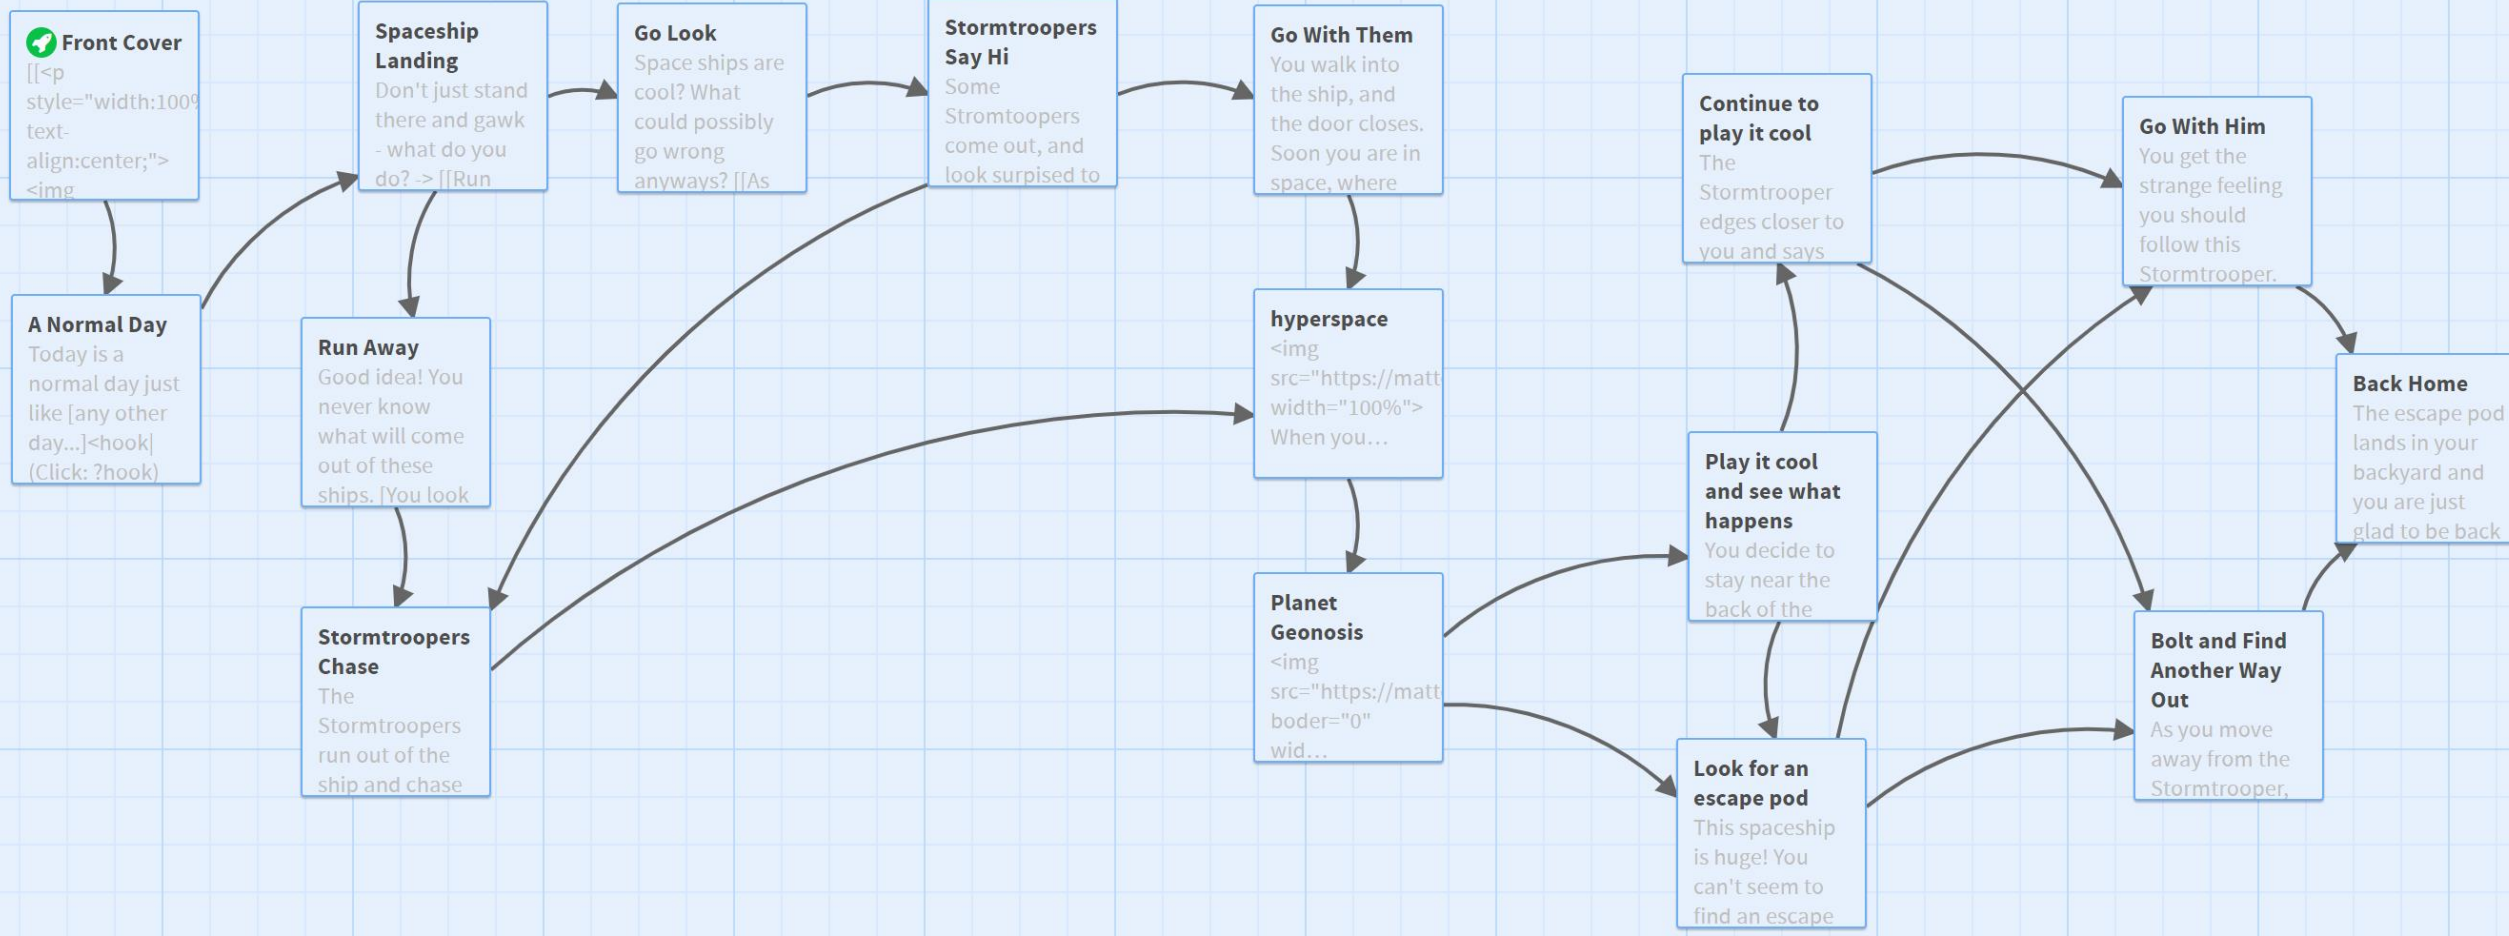 Front Cover
[[<p
style="width:100%
text-
align:center;">
<img
A Normal Day
Today is a
normal day just
like [any other
day...]<hook|
(Click: ?hook)
Spaceship
Landing
Don't just stand
there and gawk
- what do you
do? -> [[Run
Run Away
Good idea! You
never know
what will come
out of these
ships. [You look
Stormtroopers
Chase
The
Stormtroopers
run out of the
ship and chase
Go Look
Space ships are
cool? What
could possibly
go wrong
anyways? [[As
Stormtroopers
Say Hi
Some
Stromtoopers
come out, and
look surpised to
Go With Them
You walk into
the ship, and
the door closes.
Soon you are in
space, where
hyperspace
<img
src="https://matt
width="100%">
When you…
Planet
Geonosis
<img
src="https://matt
boder="0"
wid…
Continue to
play it cool
The
Stormtrooper
edges closer to
you and says
Play it cool
and see what
happens
You decide to
stay near the
back of the
Look for an
escape pod
This spaceship
is huge! You
can't seem to
find an escape
Go With Him
You get the
strange feeling
you should
follow this
Stormtrooper.
Bolt and Find
Another Way
Out
As you move
away from the
Stormtrooper,
Back Home
The escape pod
lands in your
backyard and
you are just
glad to be back